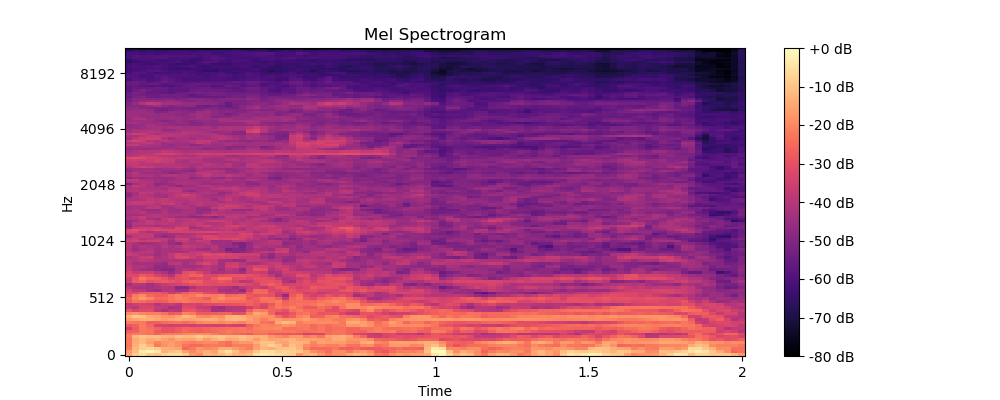 Mel Spectrogram
Hz
8192
4096
2048
1024
512
0
0
0.5
1
1.5
2
Time
+0 dB
-10 dB
-20 dB
-30 dB
-40 dB
-50 dB
-60 dB
-70 dB
-80 dB